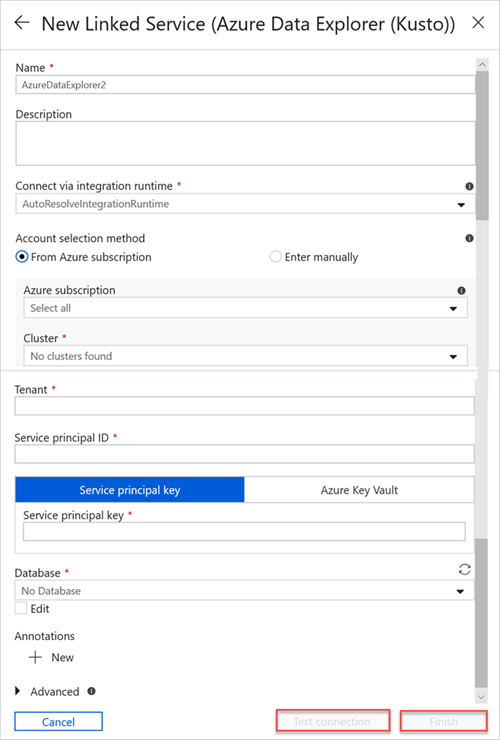 New Linked Service (Azure Data Explorer (Kusto))
Name *
AzureDataExplorer2
Description
Connect via integration runtime *
AutoResolveIntegrationRuntime
Account selection method
From Azure subscription Enter manually
Azure subscription
Select all
Cluster *
No clusters found
Tenant *
Service principal ID *
Service principal key Azure Key Vault
Service principal key *
Database *
No Database
Edit
Annotations
New
Advanced
Cancel Test connection Finish